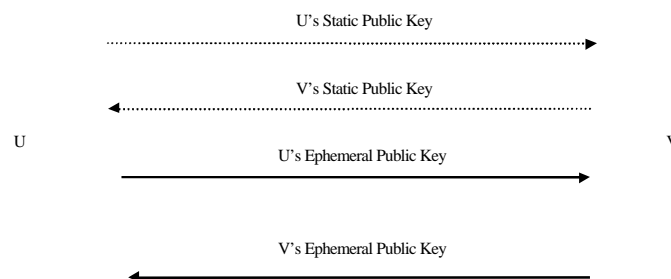 U's Static Public Key
V's Static Public Key
U
V
U's Ephemeral Public Key
V's Ephemeral Public Key